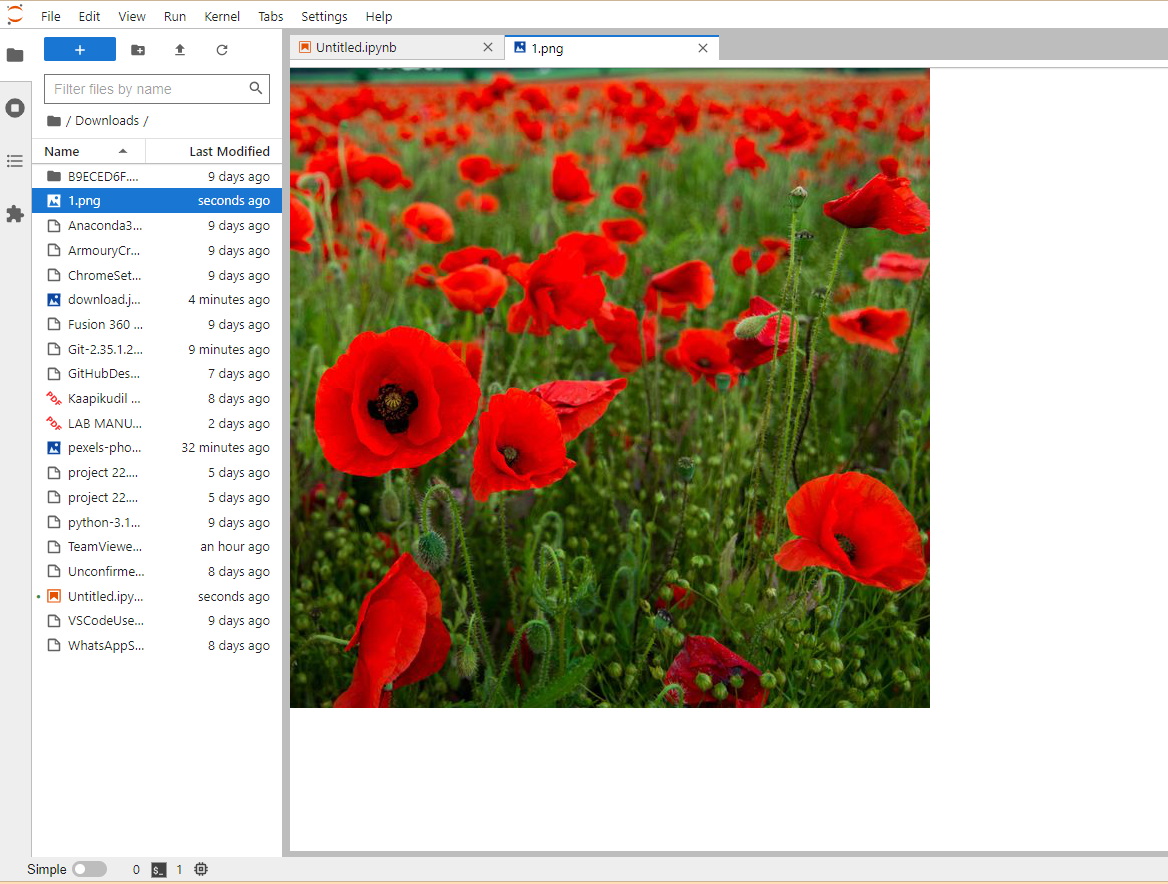 File Edit View Run Kernel Tabs Settings Help
Untitled.ipynb 1.png
Filter files by name
/ Downloads /
Name Last Modified
B9ECED6F.... 9 days ago
1.png seconds ago
Anaconda3... 9 days ago
ArmouryCr... 9 days ago
ChromeSet... 9 days ago
download.j... 4 minutes ago
Fusion 360 ... 9 days ago
Git-2.35.1.2... 9 minutes ago
GitHubDes... 7 days ago
Kaapikudil ... 8 days ago
LAB MANU... 2 days ago
pexels-pho... 32 minutes ago
project 22.... 5 days ago
project 22.... 5 days ago
python-3.1... 9 days ago
TeamViewe... an hour ago
Unconfirme... 8 days ago
Untitled.ipy... seconds ago
VSCodeUse... 9 days ago
WhatsAppS... 8 days ago
Simple 0 $_ 1